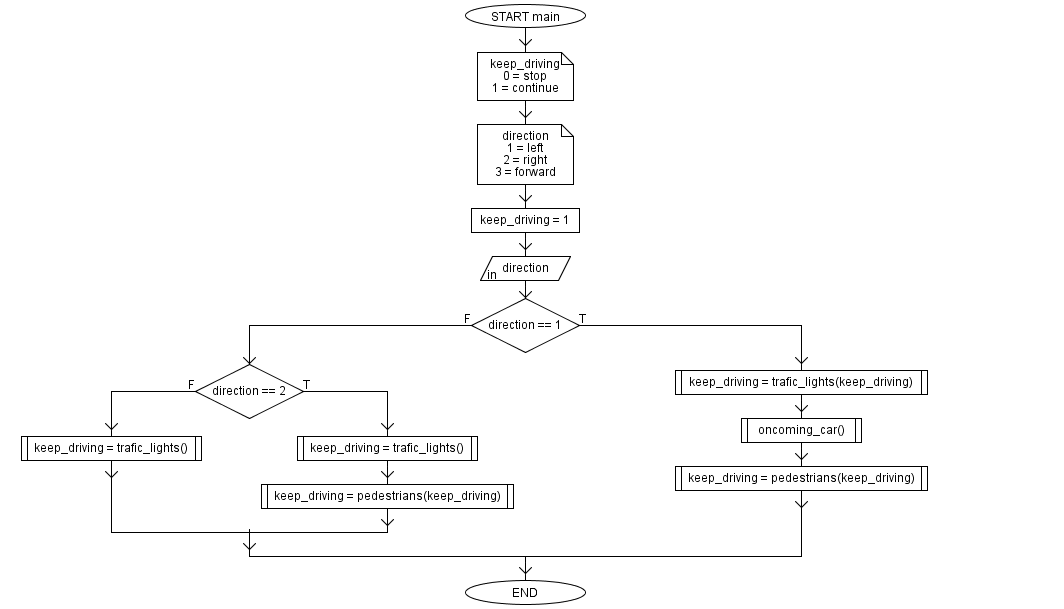 START main
keep_driving
0 = stop
1 = continue
direction
1 = left
2 = right
3 = forward
keep_driving = 1
direction
in
F
direction == 1
T
F
direction == 2
T
keep_driving = trafic_lights(keep_driving)
oncoming_car()
keep_driving = trafic_lights()
keep_driving = trafic_lights()
keep_driving = pedestrians(keep_driving)
keep_driving = pedestrians(keep_driving)
END